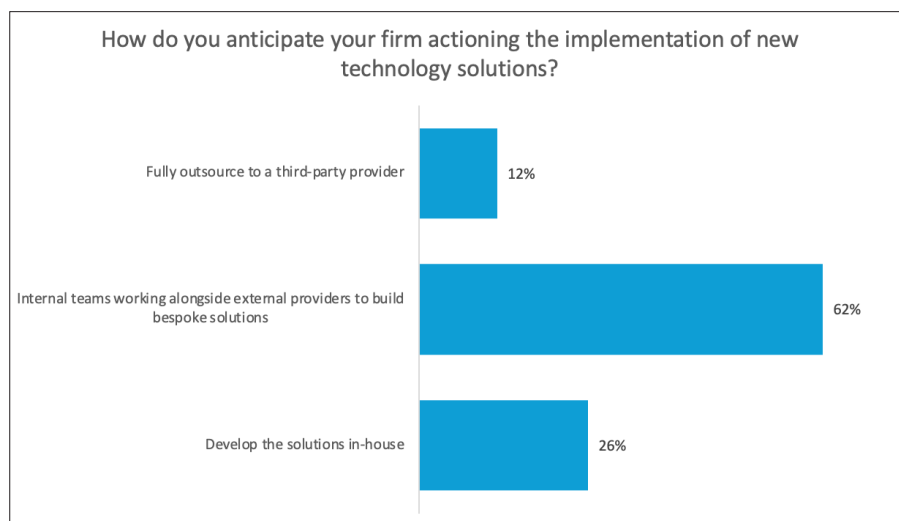 How do you anticipate your firm actioning the implementation of new
technology solutions?
Fully outsource to a third-party provider
12%
Internal teams working alongside external providers to build
bespoke solutions
62%
Develop the solutions in-house
26%